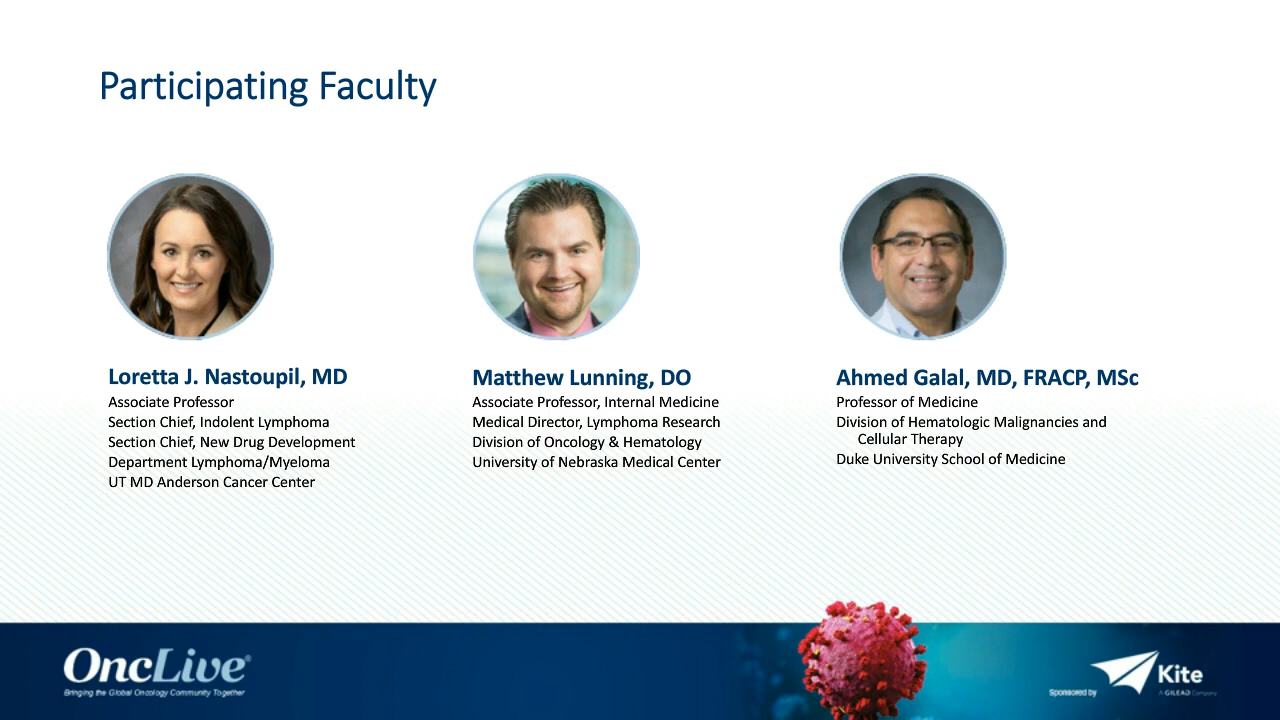 Participating Faculty
Loretta J. Nastoupil, MD
Associate Professor
Section Chief, Indolent Lymphoma
Section Chief, New Drug Development
Department Lymphoma/Myeloma
UT MD Anderson Cancer Center
Matthew Lunning, DO
Associate Professor, Internal Medicine
Medical Director, Lymphoma Research
Division of Oncology & Hematology
University of Nebraska Medical Center
Ahmed Galal, MD, FRACP, MSc
Professor of Medicine
Division of Hematologic Malignancies and
Cellular Therapy
Duke University School of Medicine
OncLive®
Bringing the Global Oncology Community Together
Sponsored by
Kite
A GILEAD Company